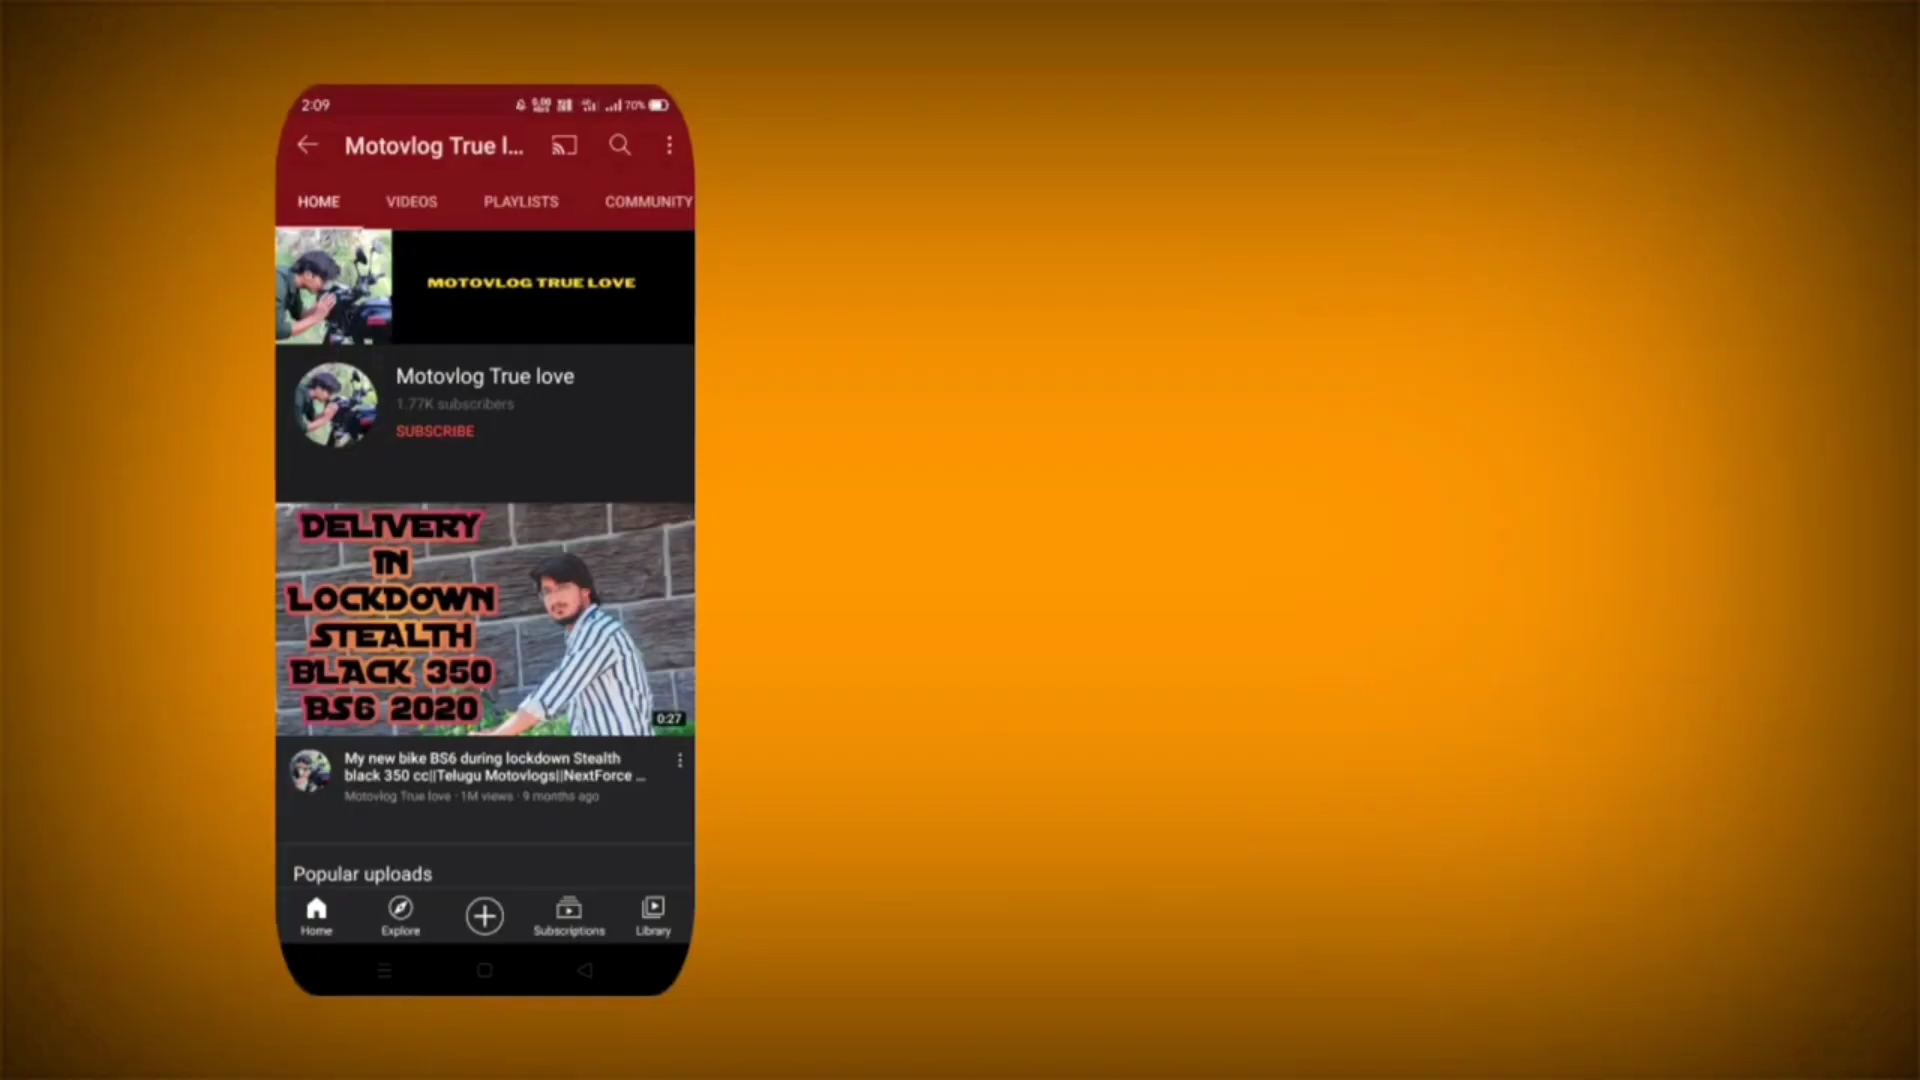 2:09
70%
Motovlog True l...
HOME VIDEOS PLAYLISTS COMMUNITY
MOTOVLOG TRUE LOVE
Motovlog True love
1.77K subscribers
SUBSCRIBE
DELIVERY
IN
LOCKDOWN
STEALTH
BLACK 350
BS6 2020
0:27
My new bike BS6 during lockdown Stealth
black 350 cc||Telugu Motovlogs||NextForce ...
Motovlog True love · 1M views · 9 months ago
Popular uploads
Home Explore Subscriptions Library